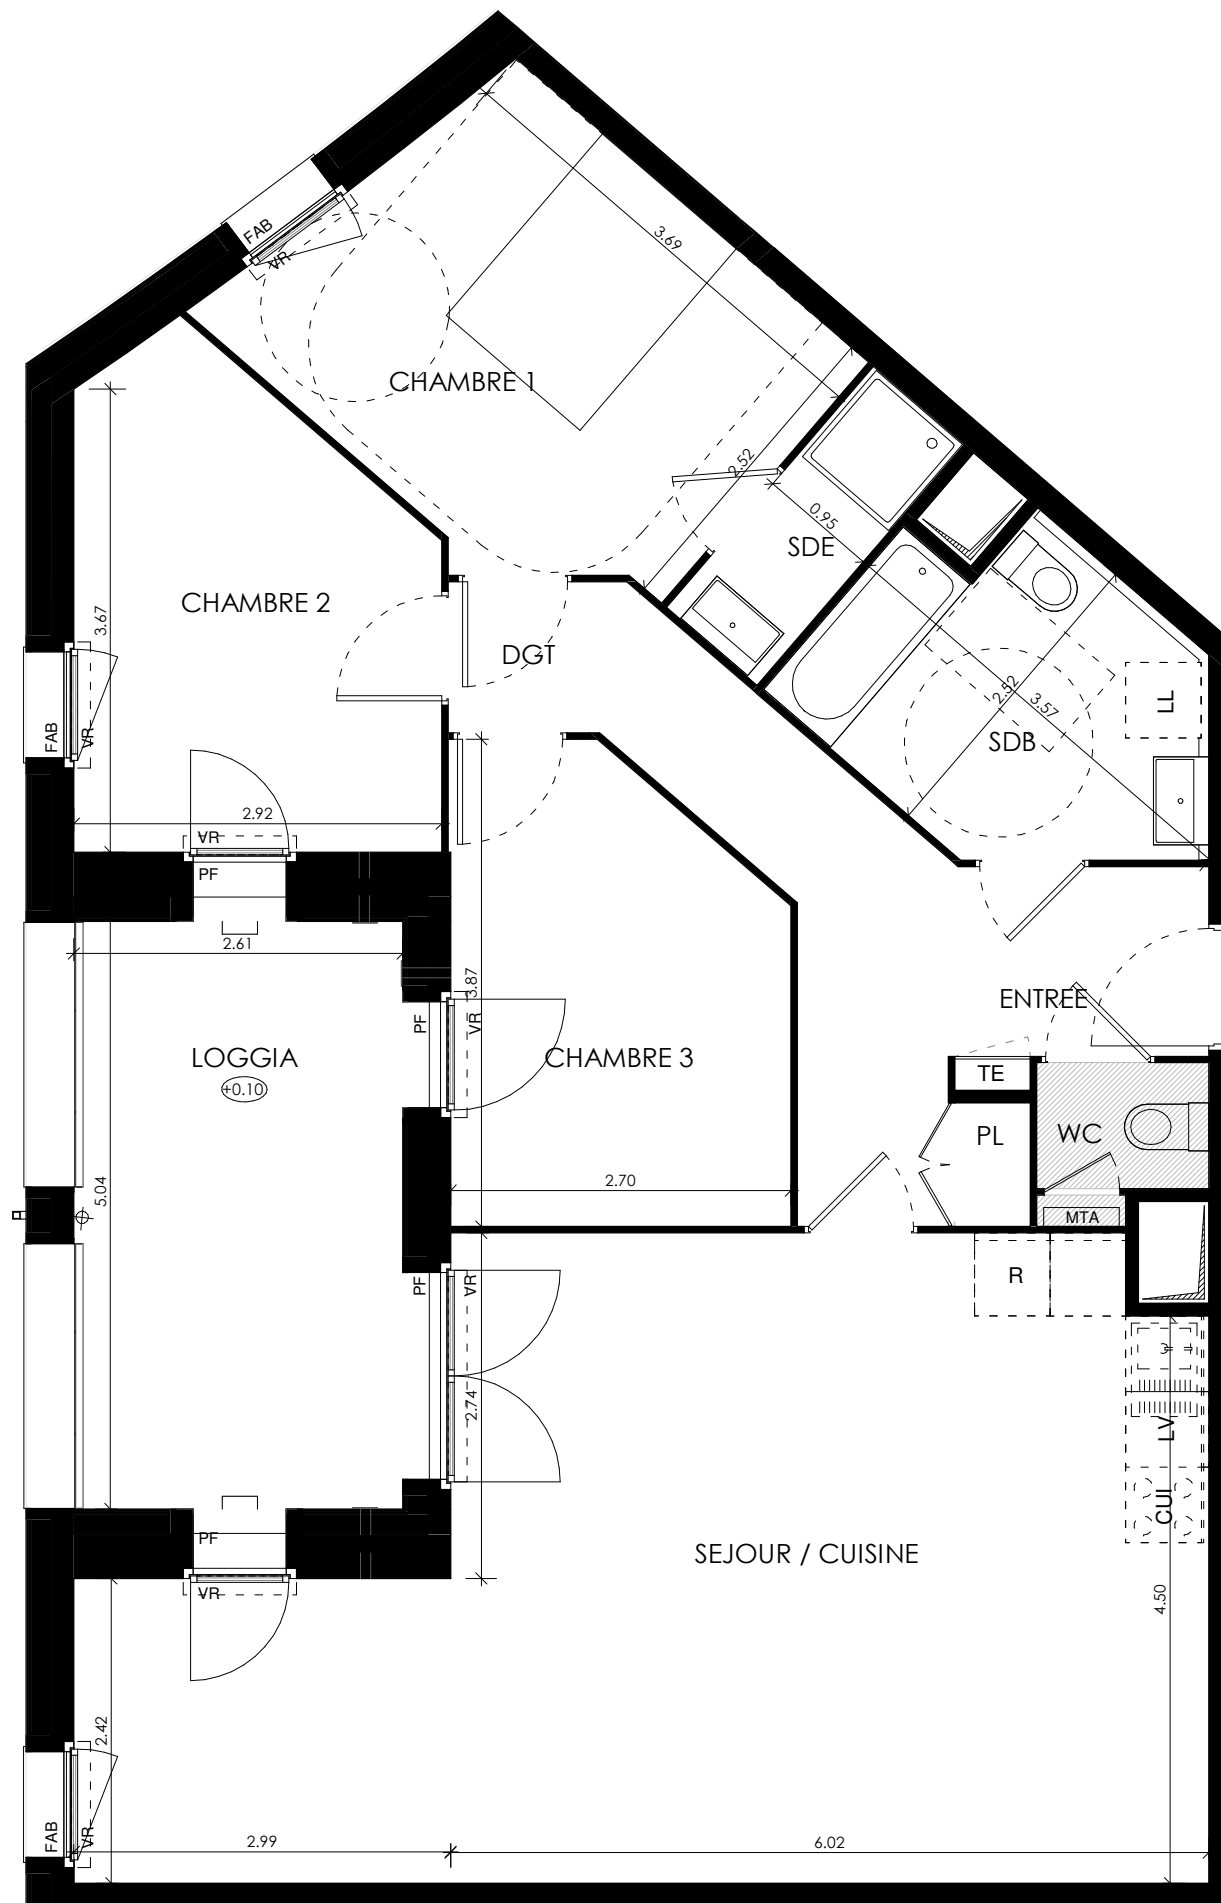 3.69
FAB
VR
CHAMBRE 1
2.52
0.95
SDE
CHAMBRE 2
3.67
DGT
2.52
3.57
LL
SDB
FAB
VR
2.92
VR
PF
2.61
3.87
PF
VR
ENTREE
LOGGIA
+0.10
CHAMBRE 3
TE
PL
WC
5.04
2.70
MTA
PF
VR
R
2.74
LV
CUI
PF
VR
SEJOUR / CUISINE
4.50
2.42
FAB
VR
2.99
6.02